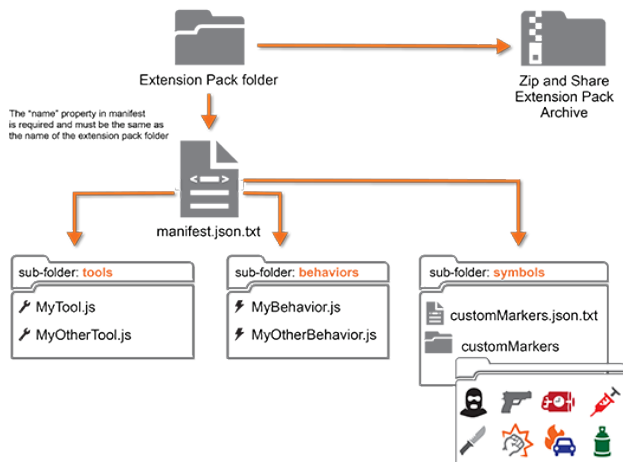 Extension Pack folder
Zip and Share
Extension Pack
Archive
The "name" property in manifest
is required and must be the same as
the name of the extension pack folder
manifest.json.txt
sub-folder: tools
MyTool.js
MyOtherTool.js
sub-folder: behaviors
MyBehavior.js
MyOtherBehavior.js
sub-folder: symbols
customMarkers.json.txt
customMarkers